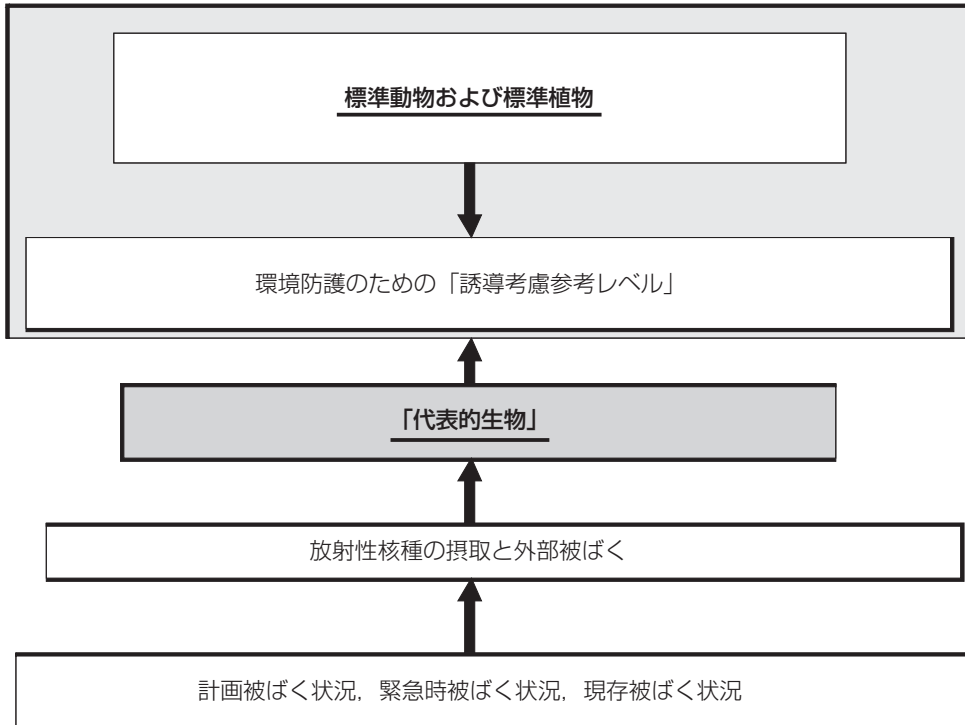 標準動物および標準植物
環境防護のための「誘導考慮参考レベル」
「代表的生物」
放射性核種の摂取と外部被ばく
計画被ばく状況，緊急時被ばく状況，現存被ばく状況